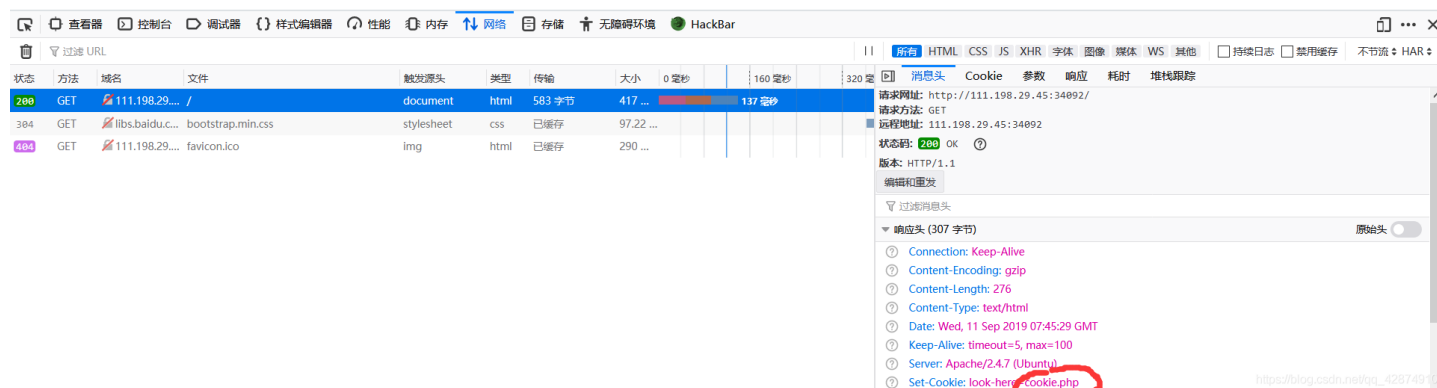 查看器 控制台 调试器 {} 样式编辑器 性能 内存 网络 存储 无障碍环境 HackBar
过滤 URL
所有 HTML CSS JS XHR 字体 图像 媒体 WS 其他 持续日志 禁用缓存 不节流 HAR
状态 方法 域名 文件 触发源头 类型 传输 大小 0 毫秒 160 毫秒 320 毫
200 GET 111.198.29.... / document html 583 字节 417 ... 137 毫秒
304 GET libs.baidu.c... bootstrap.min.css stylesheet css 已缓存 97.22 ...
404 GET 111.198.29.... favicon.ico img html 已缓存 290 ...
消息头 Cookie 参数 响应 耗时 堆栈跟踪
请求网址: http://111.198.29.45:34092/
请求方法: GET
远程地址: 111.198.29.45:34092
状态码: 200 OK
版本: HTTP/1.1
编辑和重发
过滤消息头
响应头 (307 字节) 原始头
Connection: Keep-Alive
Content-Encoding: gzip
Content-Length: 276
Content-Type: text/html
Date: Wed, 11 Sep 2019 07:45:29 GMT
Keep-Alive: timeout=5, max=100
Server: Apache/2.4.7 (Ubuntu)
Set-Cookie: look-here=cookie.php